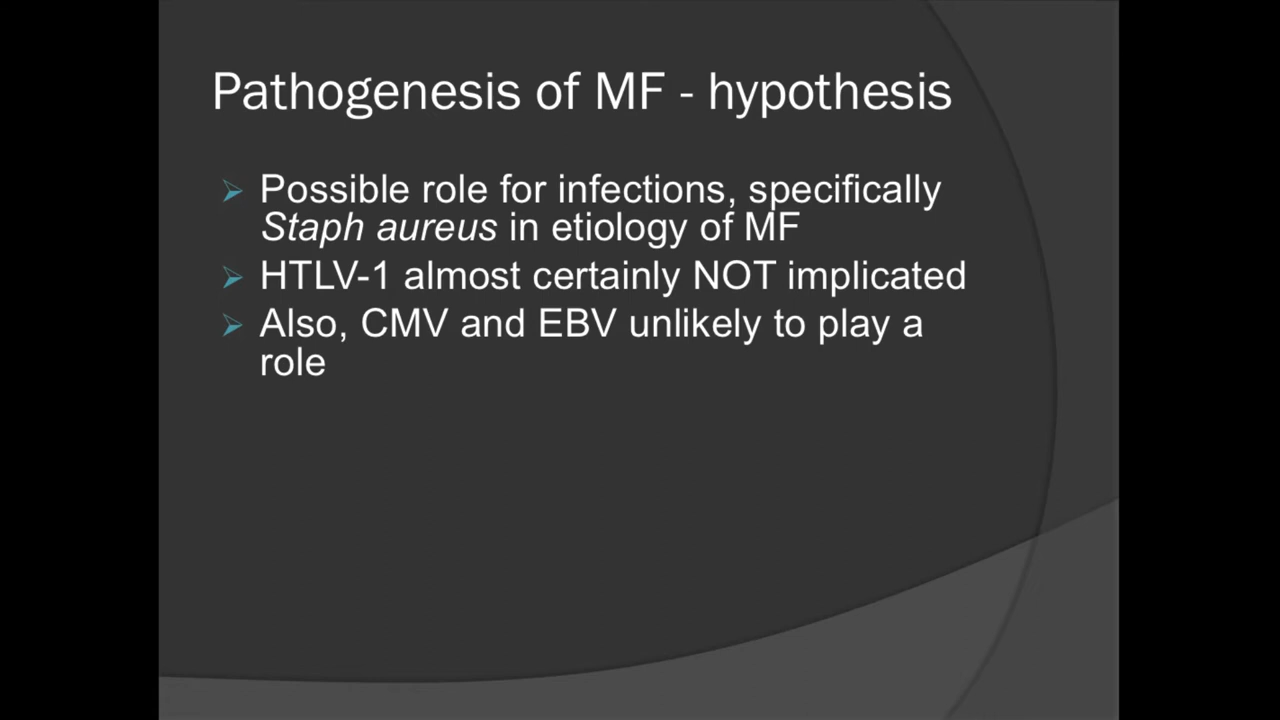 Pathogenesis of MF - hypothesis
Possible role for infections, specifically
Staph aureus in etiology of MF
HTLV-1 almost certainly NOT implicated
Also, CMV and EBV unlikely to play a
role